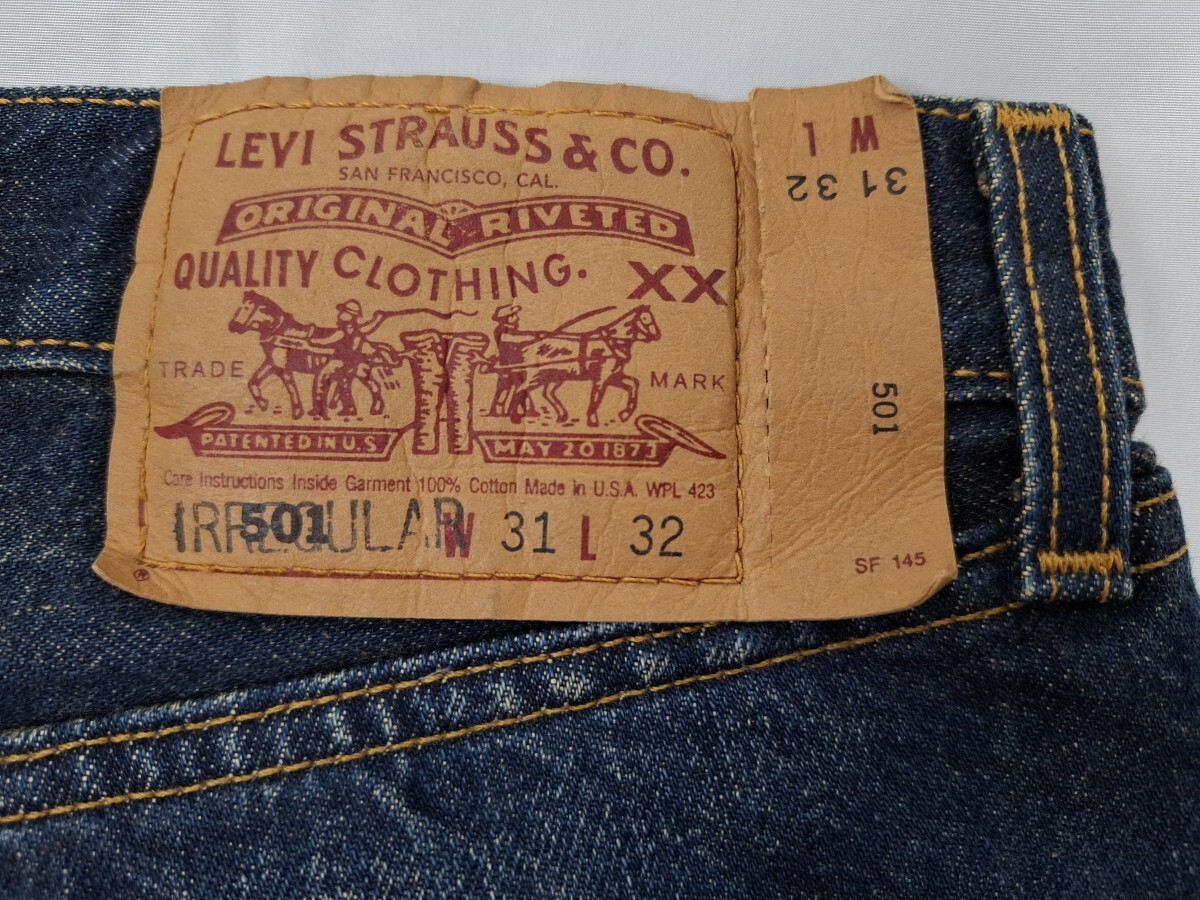 LEVI STRAUSS & CO.
SAN FRANCISCO, CAL.
ORIGINAL RIVETED
QUALITY CLOTHING. XX
TRADE MARK
PATENTED IN U.S MAY 20 1873
Care Instructions Inside Garment 100% Cotton Made in U.S.A. WPL 423
IRREGULAR 501 W 31 L 32
®
W L
31 32
501
SF 145